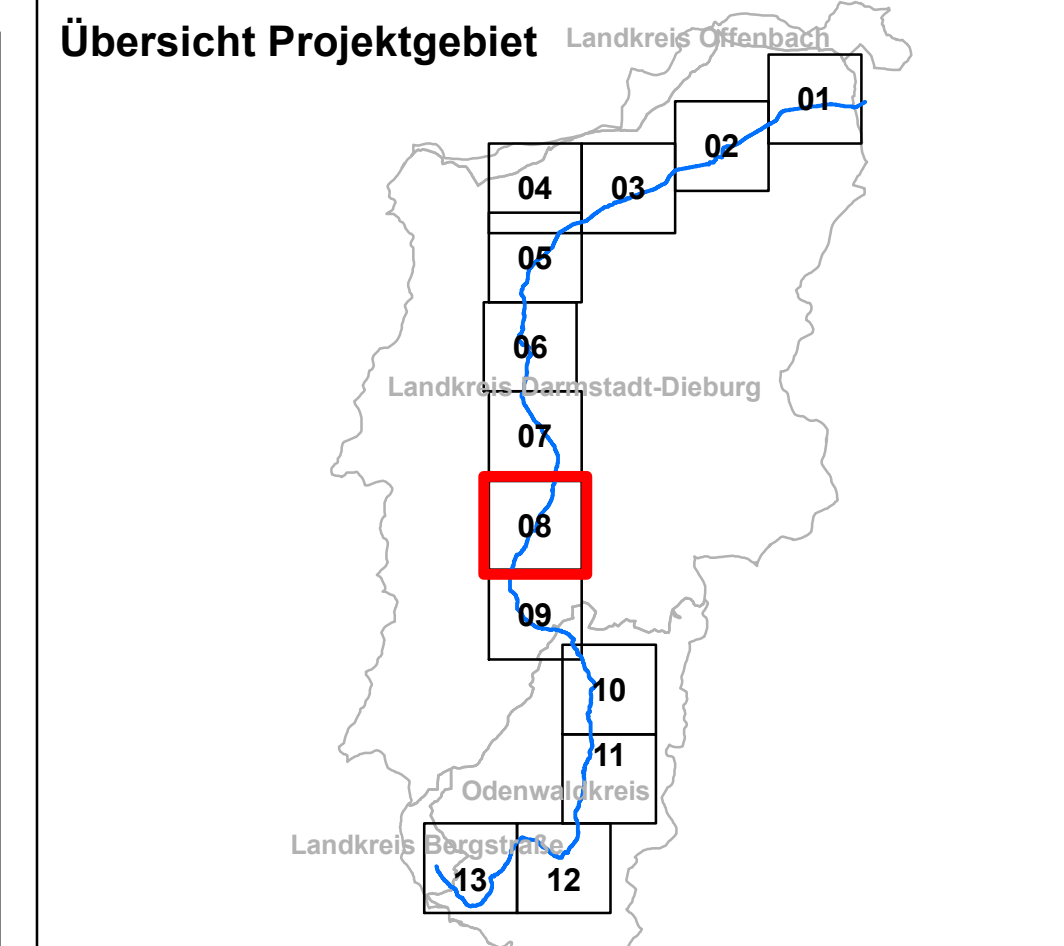 Übersicht Projektgebiet
Landkreis Offenbach
01
02
04
03
05
06
Landkreis Darmstadt-Dieburg
07
08
09
10
11
Odenwaldkreis
Landkreis Bergstraße
13
12